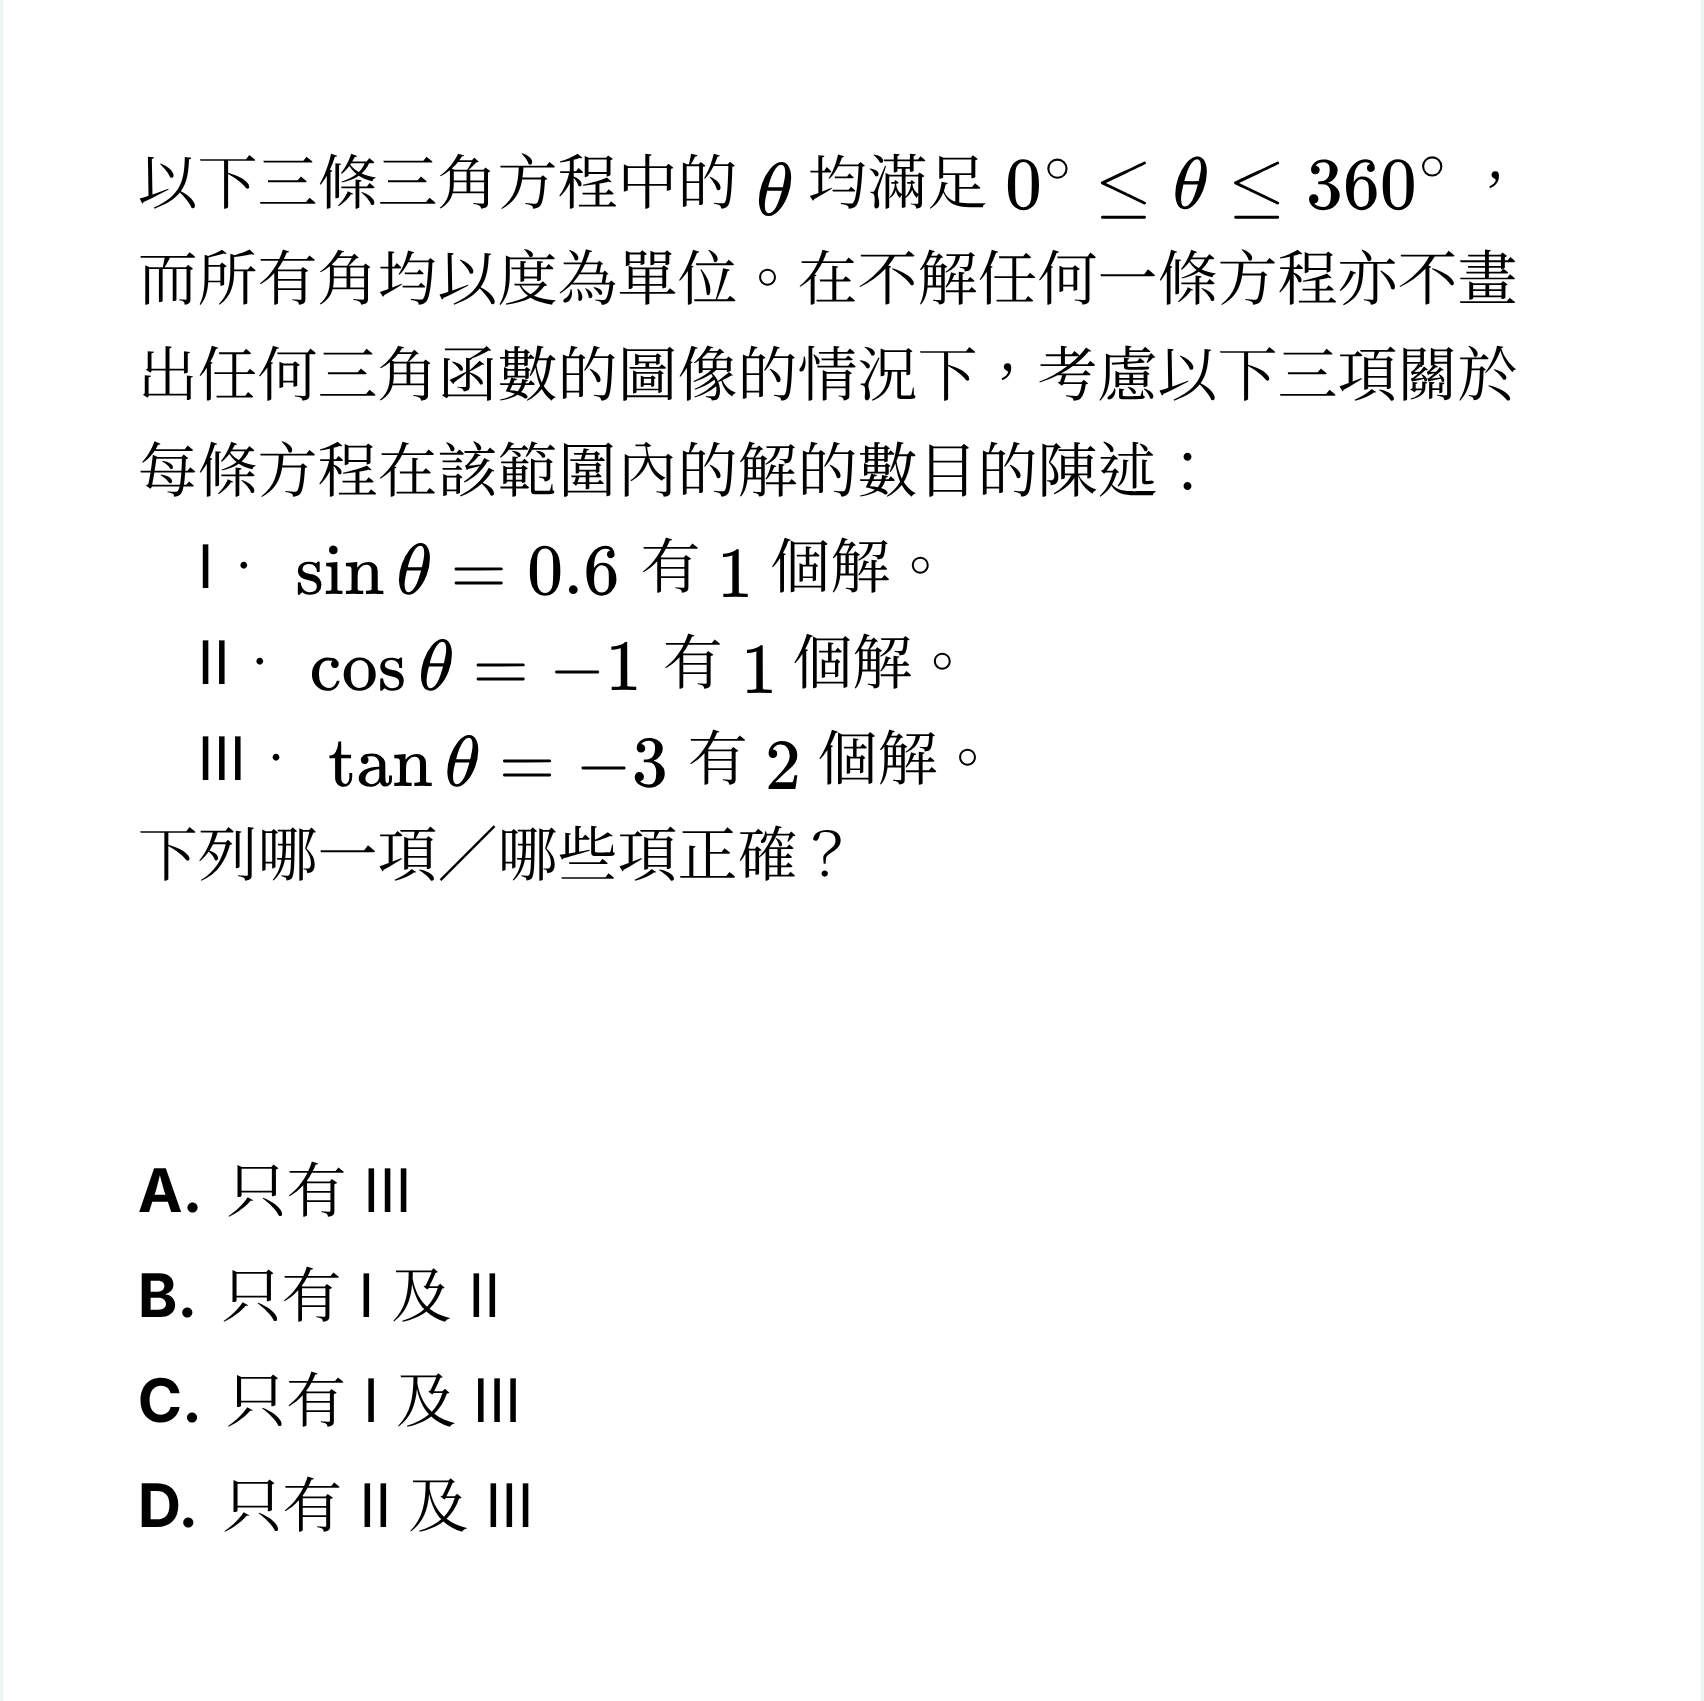 以下三條三角方程中的 θ 均滿足 0° ≤ θ ≤ 360° ，
而所有角均以度為單位。在不解任何一條方程亦不畫
出任何三角函數的圖像的情況下，考慮以下三項關於
每條方程在該範圍內的解的數目的陳述：
I． sin θ = 0.6 有 1 個解。
II． cos θ = −1 有 1 個解。
III． tan θ = −3 有 2 個解。
下列哪一項／哪些項正確？
A. 只有 III
B. 只有 I 及 II
C. 只有 I 及 III
D. 只有 II 及 III